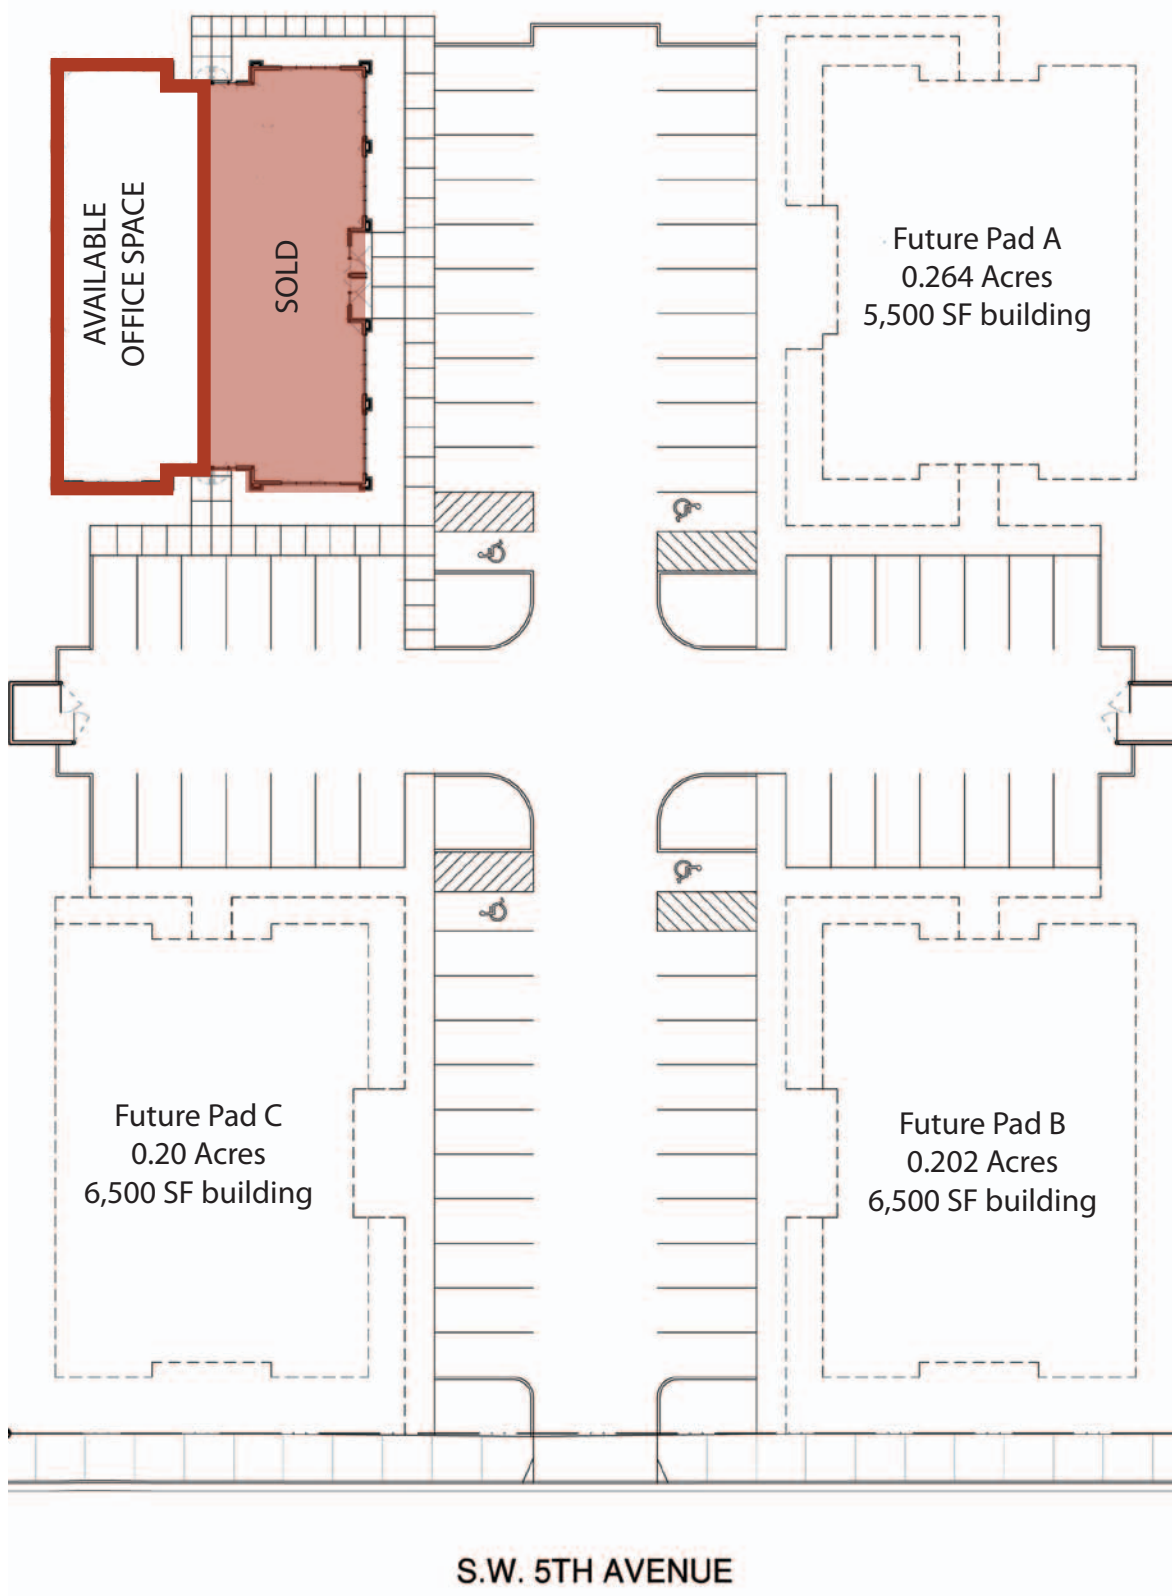 AVAILABLE
OFFICE SPACE
SOLD
Future Pad A
0.264 Acres
5,500 SF building
Future Pad C
0.20 Acres
6,500 SF building
Future Pad B
0.202 Acres
6,500 SF building
S.W. 5TH AVENUE